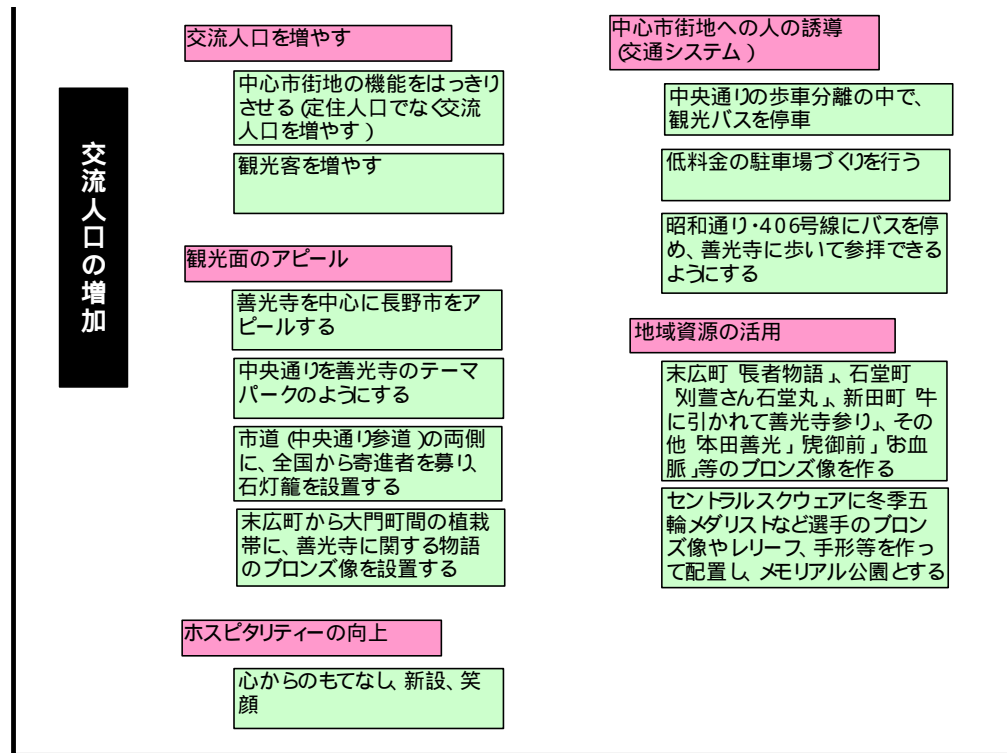 交流人口の増加
交流人口を増やす
中心市街地の機能をはっきり
させる(定住人口でなく交流
人口を増やす)
観光客を増やす
観光面のアピール
善光寺を中心に長野市をア
ピールする
中央通りを善光寺のテーマ
パークのようにする
市道(中央通り参道)の両側
に、全国から寄進者を募り、
石灯籠を設置する
末広町から大門町間の植栽
帯に、善光寺に関する物語
のブロンズ像を設置する
ホスピタリティーの向上
心からのもてなし、新設、笑
顔
中心市街地への人の誘導
(交通システム)
中央通りの歩車分離の中で、
観光バスを停車
低料金の駐車場づくりを行う
昭和通り・406号線にバスを停
め、善光寺に歩いて参拝できる
ようにする
地域資源の活用
末広町「長者物語」、石堂町
「刈萱さん石堂丸」、新田町「牛
に引かれて善光寺参り」、その
他「本田善光」「虎御前」「お血
脈」等のブロンズ像を作る
セントラルスクウェアに冬季五
輪メダリストなど選手のブロン
ズ像やレリーフ、手形等を作っ
て配置し、メモリアル公園とする